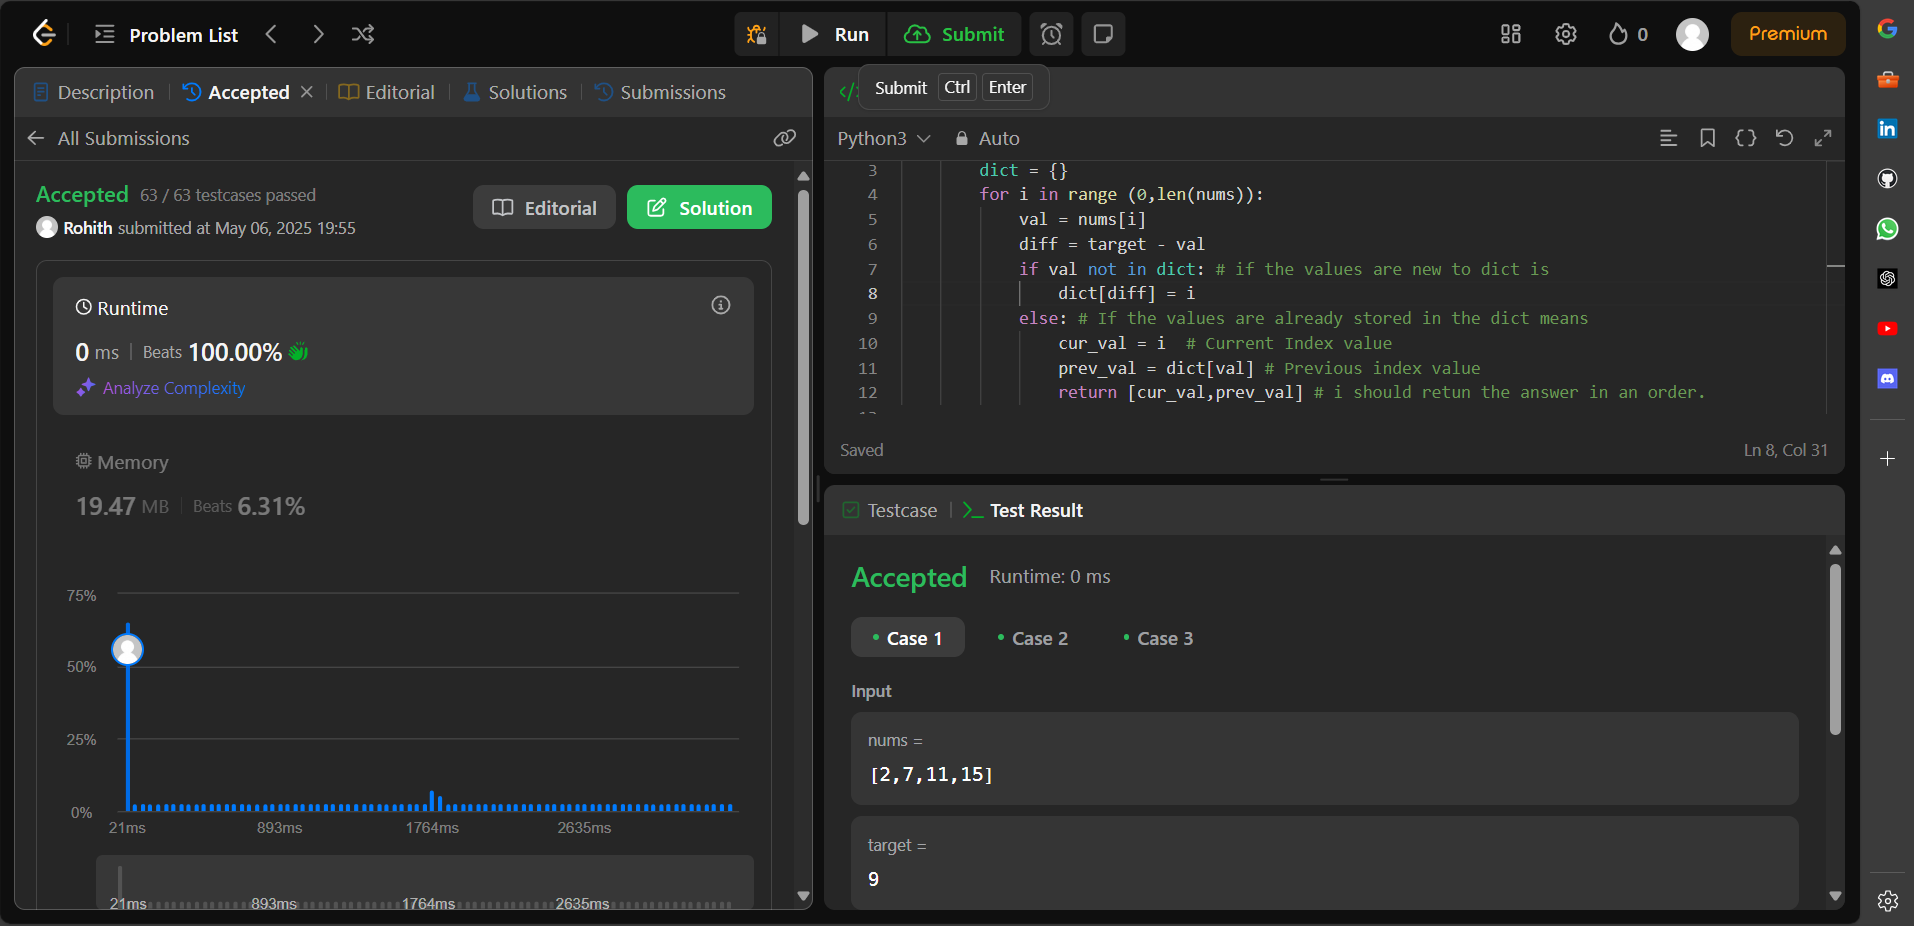 Problem List
Run
Submit
0
Premium
Description
Accepted
Editorial
Solutions
Submissions
All Submissions
Accepted 63 / 63 testcases passed
Rohith submitted at May 06, 2025 19:55
Editorial
Solution
Runtime
0 ms Beats 100.00%
Analyze Complexity
Memory
19.47 MB Beats 6.31%
75%
50%
25%
0%
21ms 893ms 1764ms 2635ms
21ms 893ms 1764ms 2635ms
</>
Submit Ctrl Enter
Python3 Auto
3 dict = {}
4 for i in range (0,len(nums)):
5 val = nums[i]
6 diff = target - val
7 if val not in dict: # if the values are new to dict is
8 dict[diff] = i
9 else: # If the values are already stored in the dict means
10 cur_val = i  # Current Index value
11 prev_val = dict[val] # Previous index value
12 return [cur_val,prev_val] # i should retun the answer in an order.
Saved
Ln 8, Col 31
Testcase
Test Result
Accepted Runtime: 0 ms
Case 1
Case 2
Case 3
Input
nums =
[2,7,11,15]
target =
9